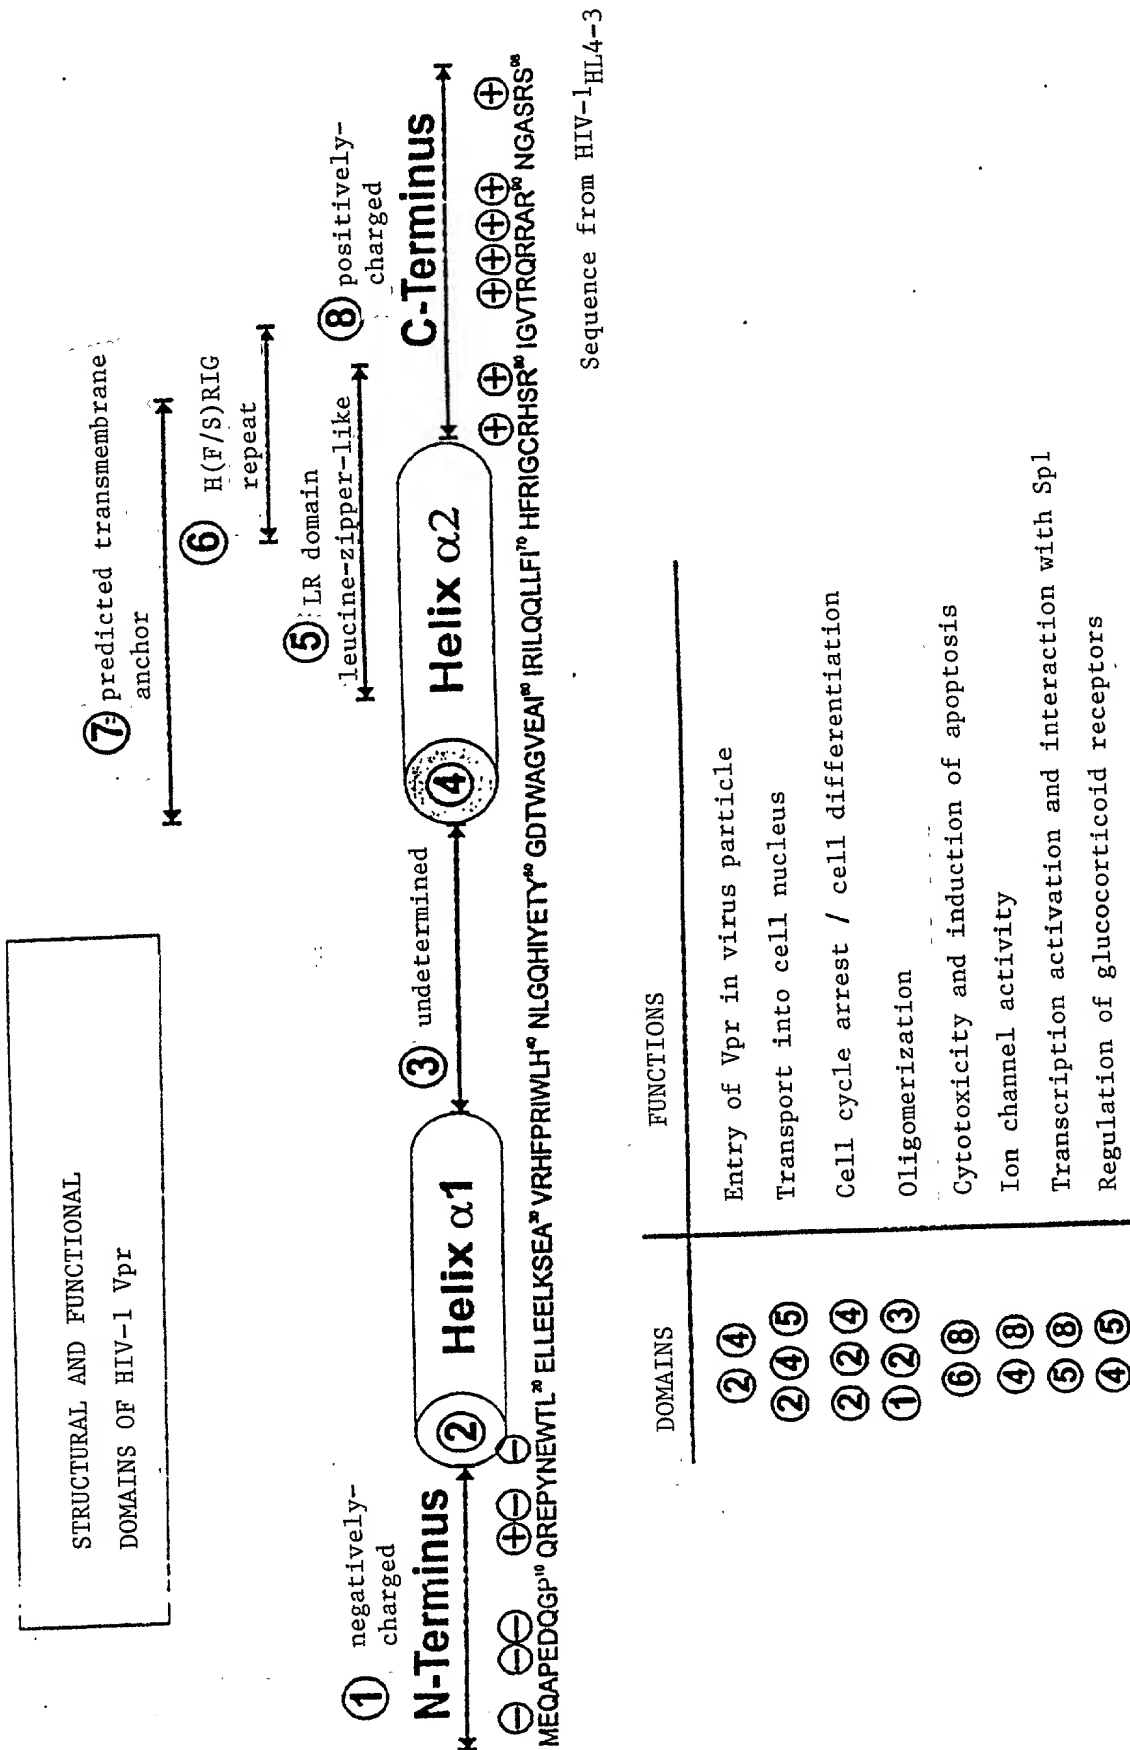 STRUCTURAL AND FUNCTIONAL
DOMAINS OF HIV-1 Vpr
⑦ predicted transmembrane
anchor
⑥ H(F/S)RIG
repeat
⑤ LR domain
leucine-zipper-like
① negatively-
charged
③ undetermined
⑧ positively-
charged
N-Terminus
② Helix α1
④ Helix α2
C-Terminus
⊖ ⊖⊖ ⊕⊖ ⊖ ⊕ ⊕ ⊕⊕⊕⊕ ⊕
MEQAPEDQGP¹⁰ QREPYNEWTL²⁰ ELLEELKSEA³⁰ VRHFPRIWLH⁴⁰ NLGQHIYETY⁵⁰ GDTWAGVEAI⁶⁰ IRILQQLLFI⁷⁰ HFRIGCRHSR⁸⁰ IGVTRQRRAR⁹⁰ NGASRS⁹⁶
Sequence from HIV-1HL4-3
DOMAINS FUNCTIONS
②④ Entry of Vpr in virus particle
②④⑤ Transport into cell nucleus
②②④ Cell cycle arrest / cell differentiation
①②③ Oligomerization
⑥⑧ Cytotoxicity and induction of apoptosis
④⑧ Ion channel activity
⑤⑧ Transcription activation and interaction with Sp1
④⑤ Regulation of glucocorticoid receptors